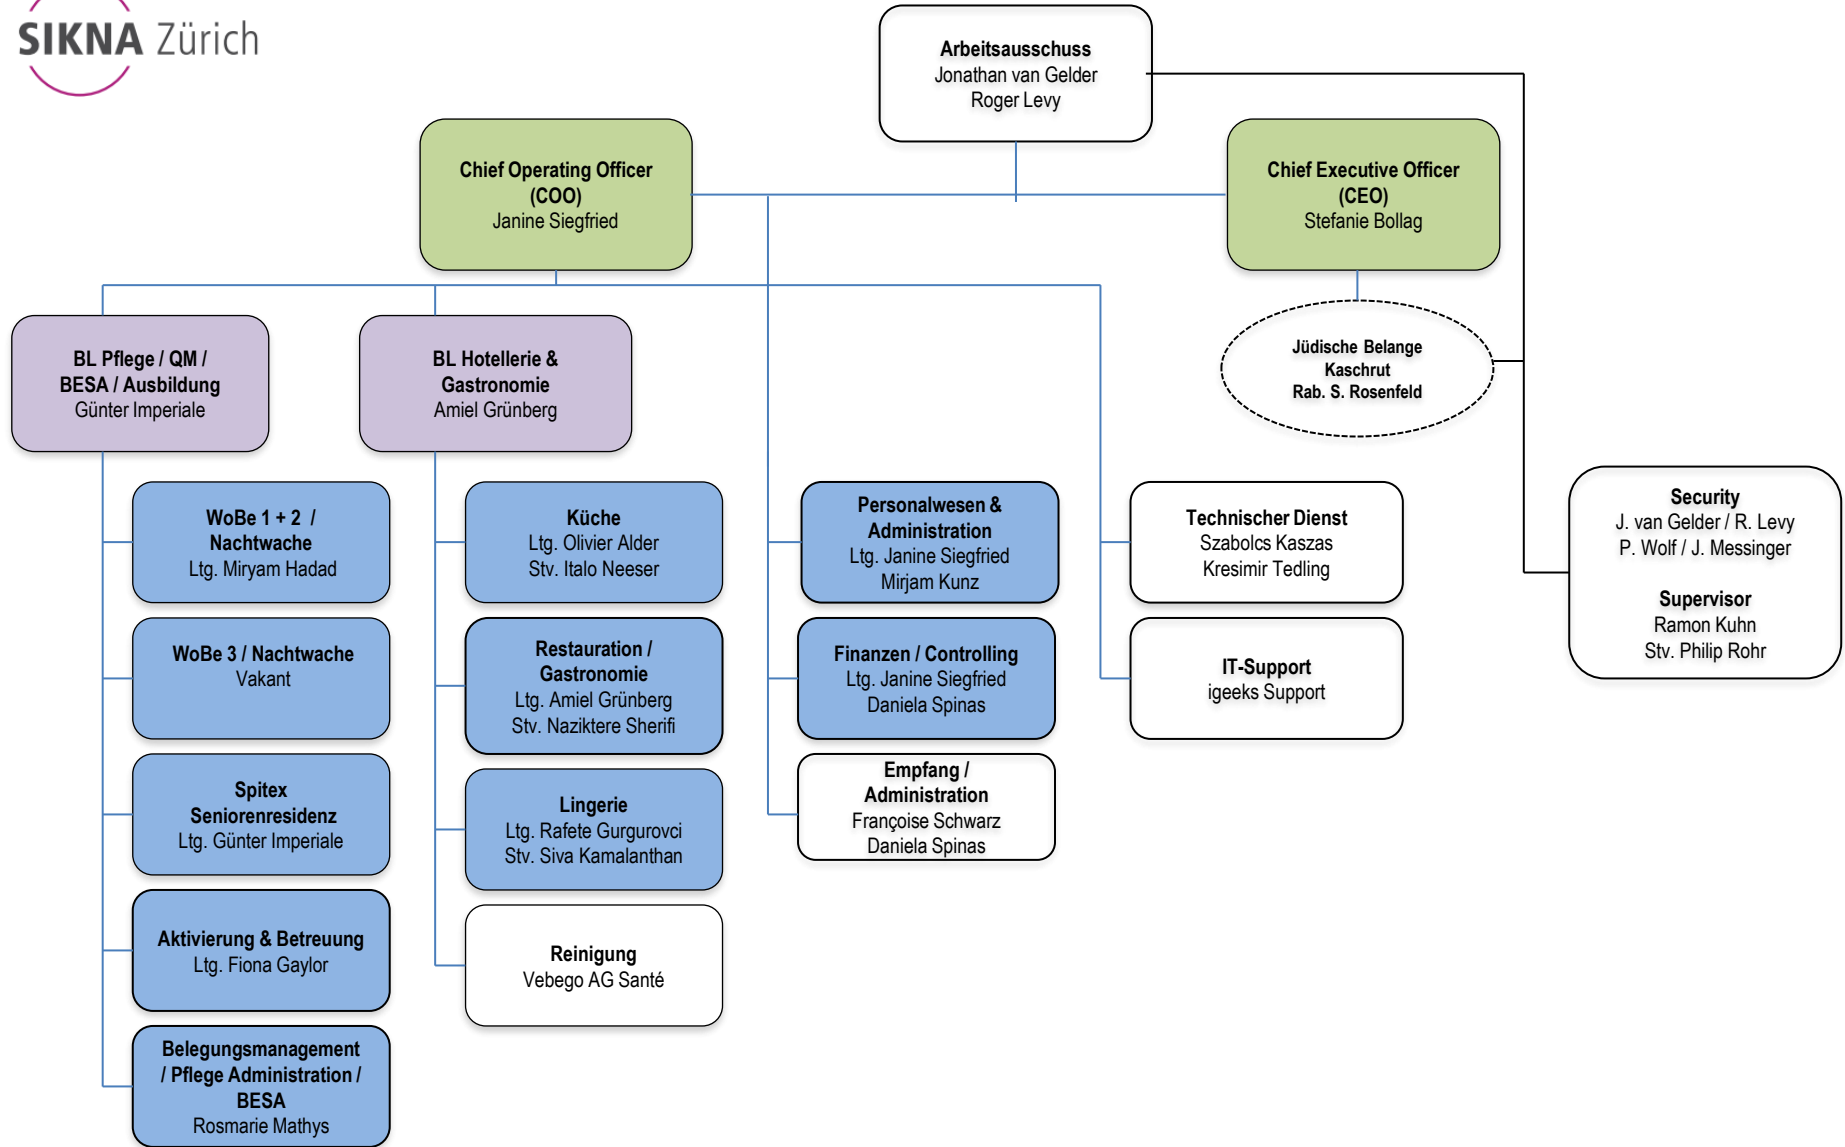 SIKNA Zürich
Arbeitsausschuss
Jonathan van Gelder
Roger Levy
Chief Operating Officer
(COO)
Janine Siegfried
Chief Executive Officer
(CEO)
Stefanie Bollag
BL Pflege / QM /
BESA / Ausbildung
Günter Imperiale
BL Hotellerie &
Gastronomie
Amiel Grünberg
Jüdische Belange
Kaschrut
Rab. S. Rosenfeld
WoBe 1 + 2 /
Nachtwache
Ltg. Miryam Hadad
WoBe 3 / Nachtwache
Vakant
Spitex
Seniorenresidenz
Ltg. Günter Imperiale
Aktivierung & Betreuung
Ltg. Fiona Gaylor
Belegungsmanagement
/ Pflege Administration /
BESA
Rosmarie Mathys
Küche
Ltg. Olivier Alder
Stv. Italo Neeser
Restauration /
Gastronomie
Ltg. Amiel Grünberg
Stv. Naziktere Sherifi
Lingerie
Ltg. Rafete Gurgurovci
Stv. Siva Kamalanthan
Reinigung
Vebego AG Santé
Personalwesen &
Administration
Ltg. Janine Siegfried
Mirjam Kunz
Finanzen / Controlling
Ltg. Janine Siegfried
Daniela Spinas
Empfang /
Administration
Françoise Schwarz
Daniela Spinas
Technischer Dienst
Szabolcs Kaszas
Kresimir Tedling
IT-Support
igeeks Support
Security
J. van Gelder / R. Levy
P. Wolf / J. Messinger
Supervisor
Ramon Kuhn
Stv. Philip Rohr